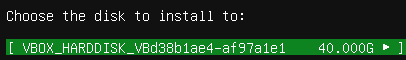 Choose the disk to install to:
[ VBOX_HARDDISK_VBd38b1ae4-af97a1e1    40.000G ▸ ]